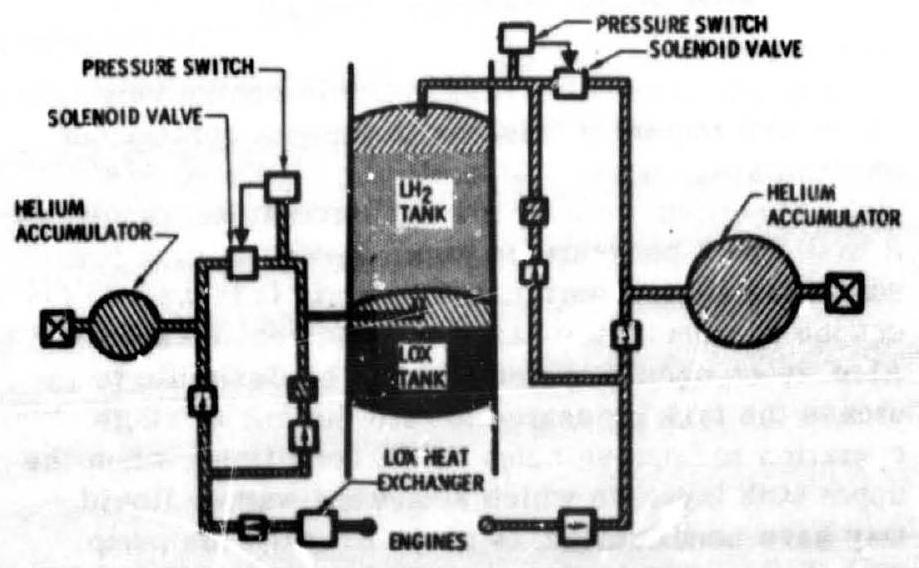 PRESSURE SWITCH
SOLENOID VALVE
PRESSURE SWITCH
SOLENOID VALVE
LH2
TANK
HELIUM
ACCUMULATOR
HELIUM
ACCUMULATOR
LOX
TANK
LOX HEAT
EXCHANGER
ENGINES